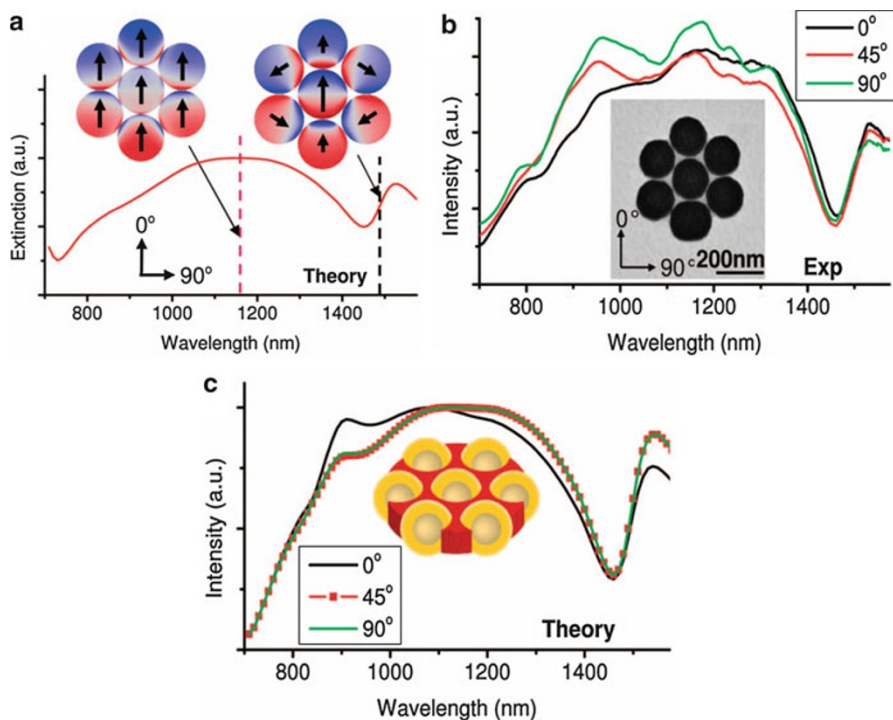 a
Extinction (a.u.)
0°
90°
Theory
800 1000 1200 1400
Wavelength (nm)
b
Intensity (a.u.)
0°
45°
90°
0°
90°
200nm
Exp
800 1000 1200 1400
Wavelength (nm)
c
Intensity (a.u.)
0°
45°
90°
Theory
800 1000 1200 1400
Wavelength (nm)